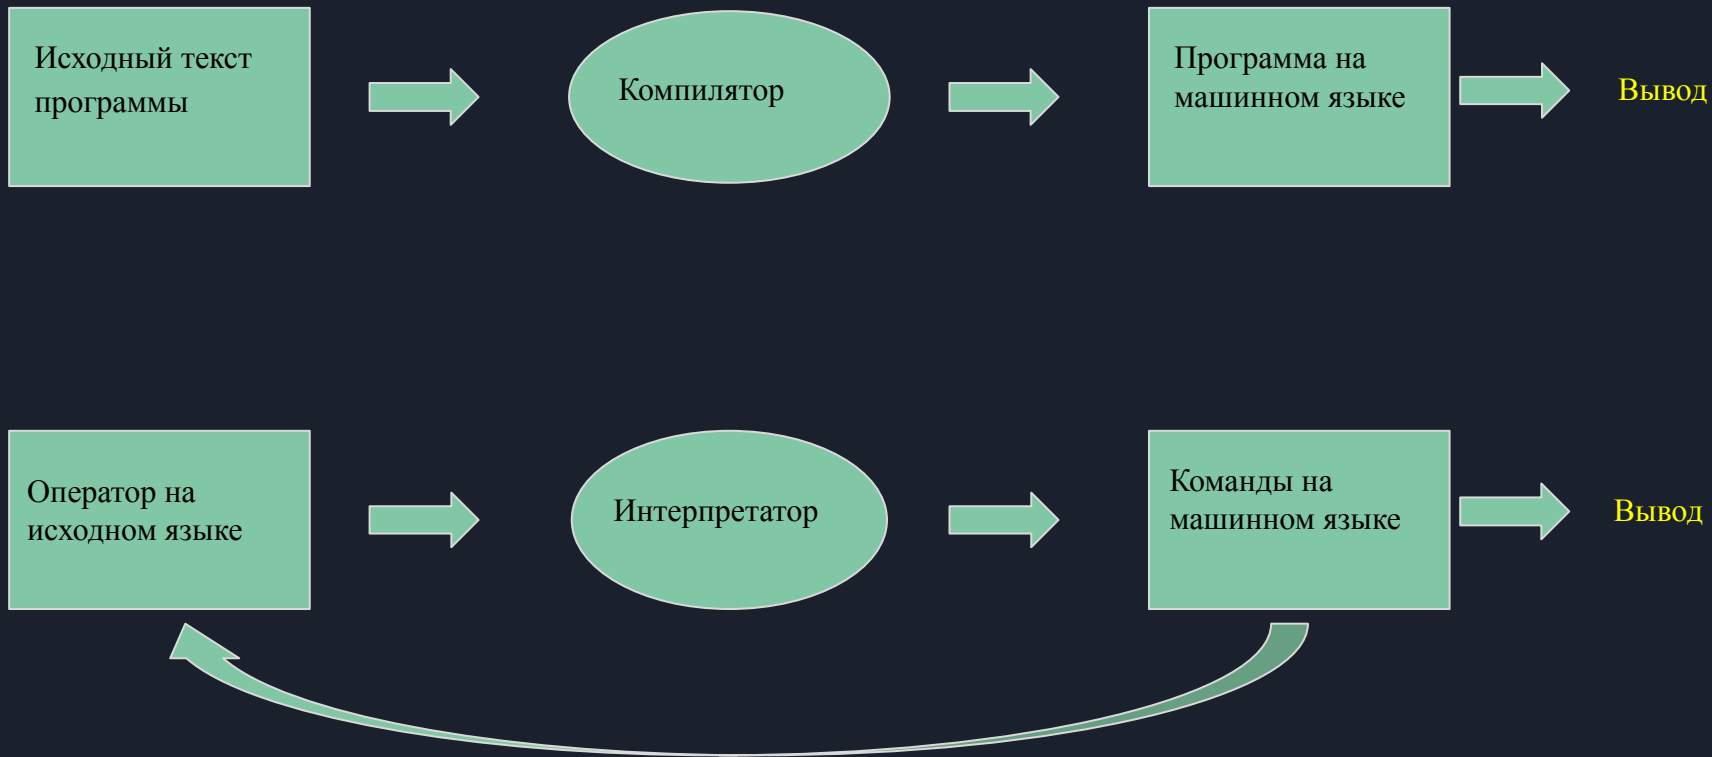 Исходный текст
программы
Компилятор
Программа на
машинном языке
Вывод
Оператор на
исходном языке
Интерпретатор
Команды на
машинном языке
Вывод